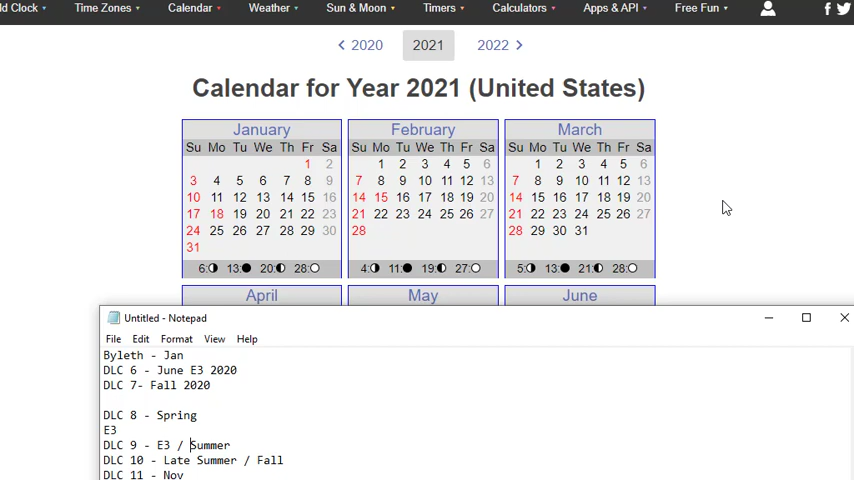 ld Clock Time Zones Calendar Weather Sun & Moon Timers Calculators Apps & API Free Fun
2020 2021 2022
Calendar for Year 2021 (United States)
January
Su Mo Tu We Th Fr Sa
1 2
3 4 5 6 7 8 9
10 11 12 13 14 15 16
17 18 19 20 21 22 23
24 25 26 27 28 29 30
31
6: 13: 20: 28:
February
Su Mo Tu We Th Fr Sa
1 2 3 4 5 6
7 8 9 10 11 12 13
14 15 16 17 18 19 20
21 22 23 24 25 26 27
28
4: 11: 19: 27:
March
Su Mo Tu We Th Fr Sa
1 2 3 4 5 6
7 8 9 10 11 12 13
14 15 16 17 18 19 20
21 22 23 24 25 26 27
28 29 30 31
5: 13: 21: 28:
April May June
Untitled - Notepad
File Edit Format View Help
Byleth - Jan
DLC 6 - June E3 2020
DLC 7- Fall 2020
DLC 8 - Spring
E3
DLC 9 - E3 / Summer
DLC 10 - Late Summer / Fall
DLC 11 - Nov